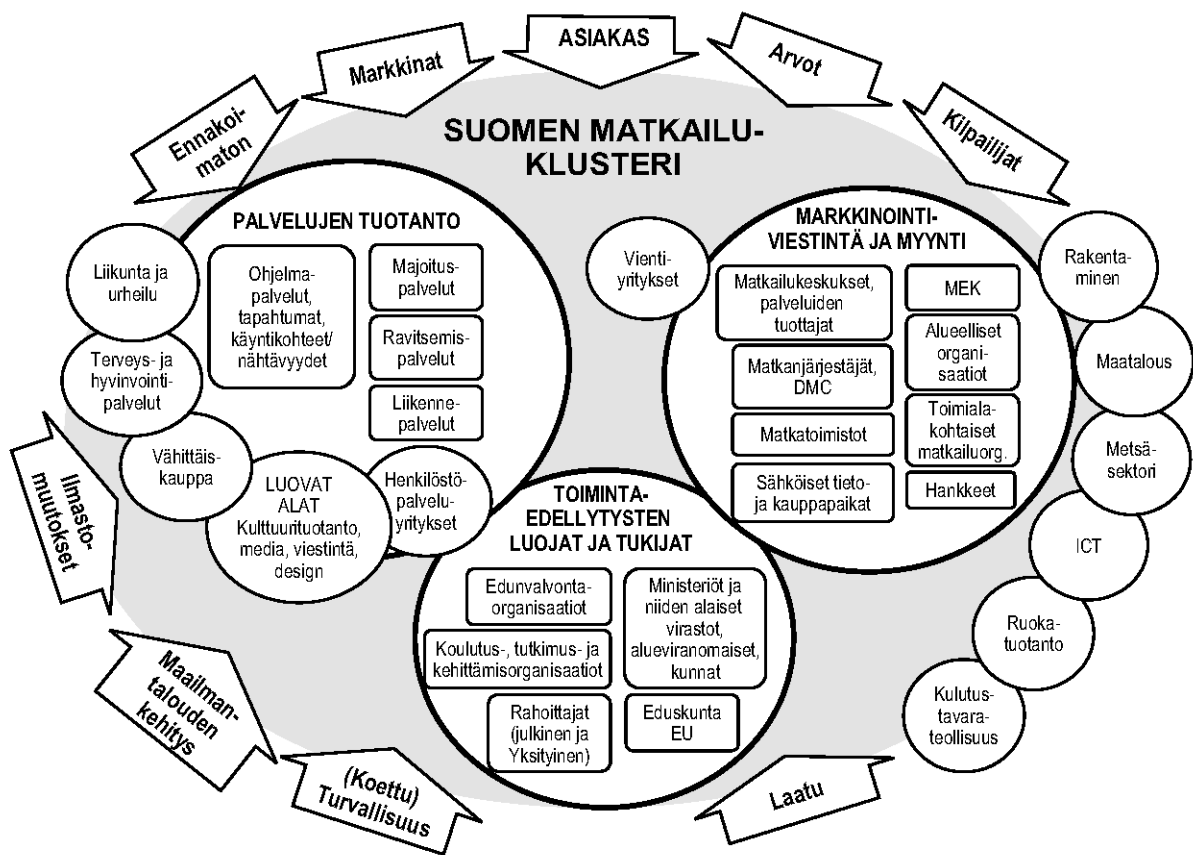 ASIAKAS
Markkinat
Arvot
Ennakoi-
maton
Kilpailijat
SUOMEN MATKAILU-
KLUSTERI
PALVELUJEN TUOTANTO
Liikunta ja
urheilu
Terveys- ja
hyvinvointi-
palvelut
Vähittäis-
kauppa
LUOVAT
ALAT
Kulttuurituotanto,
media, viestintä,
design
Henkilöstö-
palvelu-
yritykset
Ohjelma-
palvelut,
tapahtumat,
käyntikohteet/
nähtävyydet
Majoitus-
palvelut
Ravitsemis-
palvelut
Liikenne-
palvelut
Vienti-
yritykset
MARKKINOINTI-
VIESTINTÄ JA MYYNTI
Matkailukeskukset,
palveluiden
tuottajat
Matkanjärjestäjät,
DMC
Matkatoimistot
Sähköiset tieto-
ja kauppapaikat
MEK
Alueelliset
organi-
saatiot
Toimiala-
kohtaiset
matkailuorg.
Hankkeet
Rakenta-
minen
Maatalous
Metsä-
sektori
ICT
Ruoka-
tuotanto
Kulutus-
tavara-
teollisuus
TOIMINTA-
EDELLYTYSTEN
LUOJAT JA TUKIJAT
Edunvalvonta-
organisaatiot
Koulutus-, tutkimus- ja
kehittämisorganisaatiot
Rahoittajat
(julkinen ja
Yksityinen)
Ministeriöt ja
niiden alaiset
virastot,
alueviranomaiset,
kunnat
Eduskunta
EU
Ilmasto-
muutokset
Maailman-
talouden
kehitys
(Koettu)
Turvallisuus
Laatu